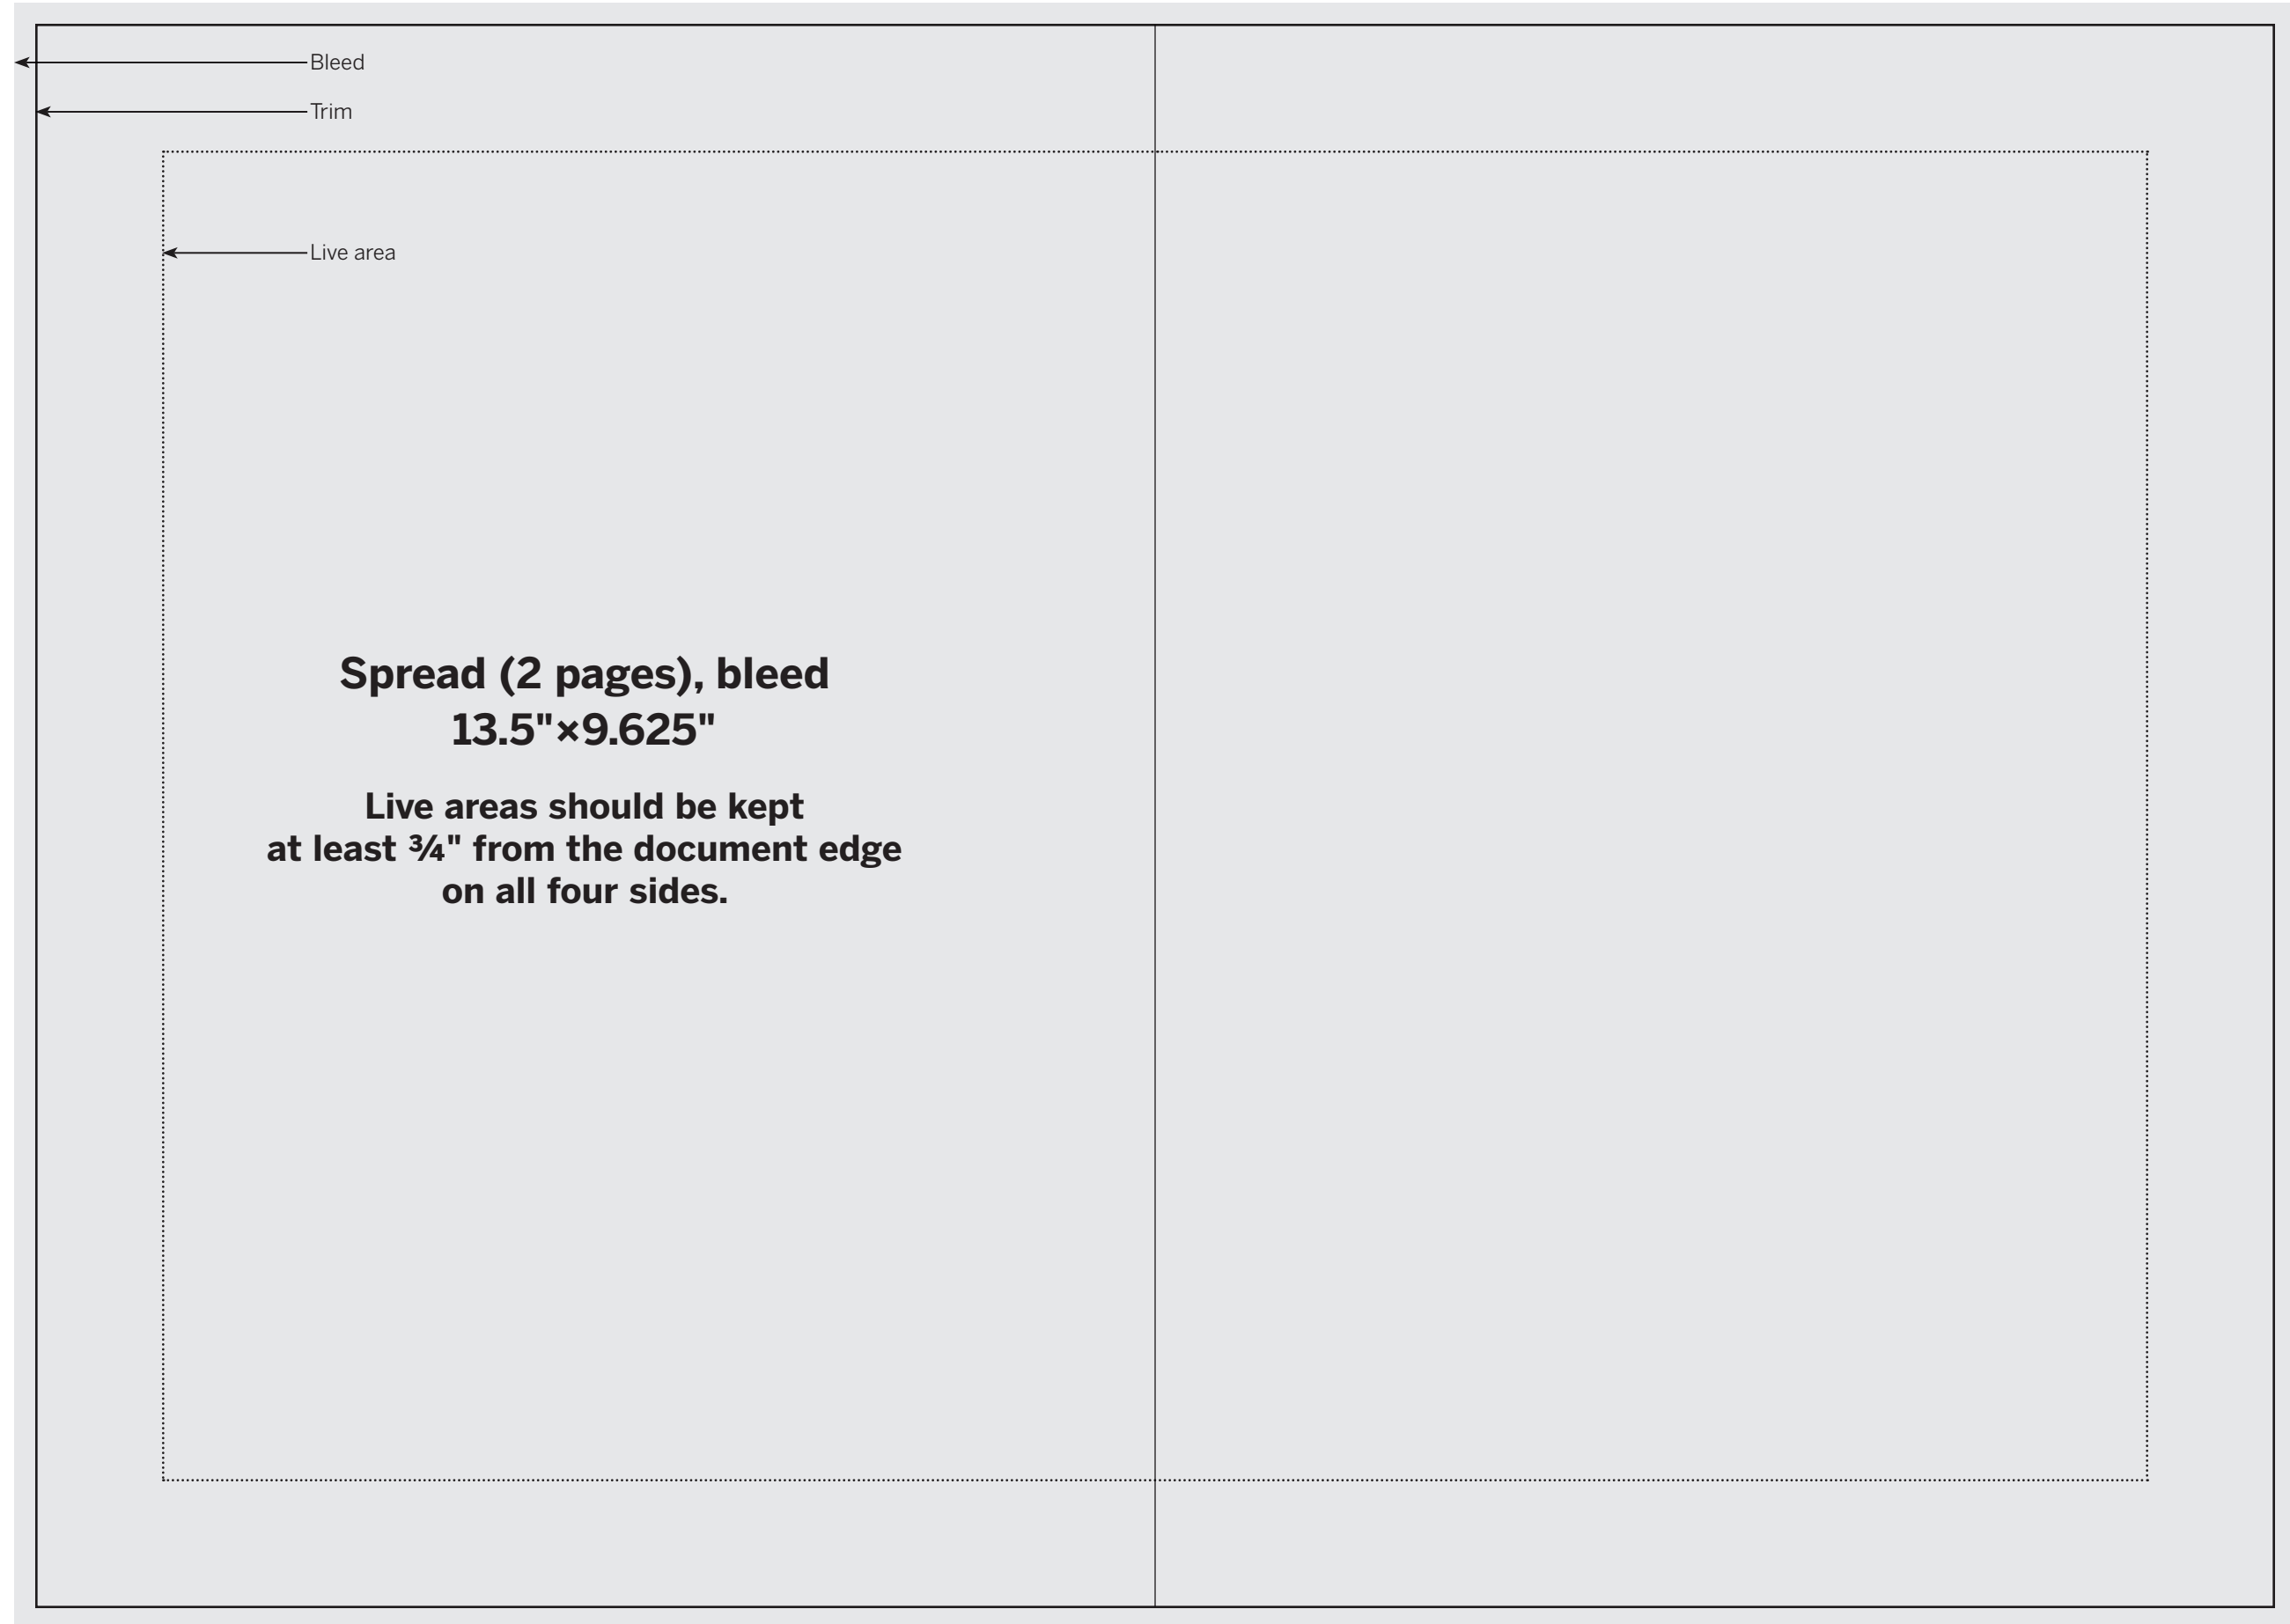 Bleed
Trim
Live area
Spread (2 pages), bleed
13.5"×9.625"
Live areas should be kept
at least ¾" from the document edge
on all four sides.